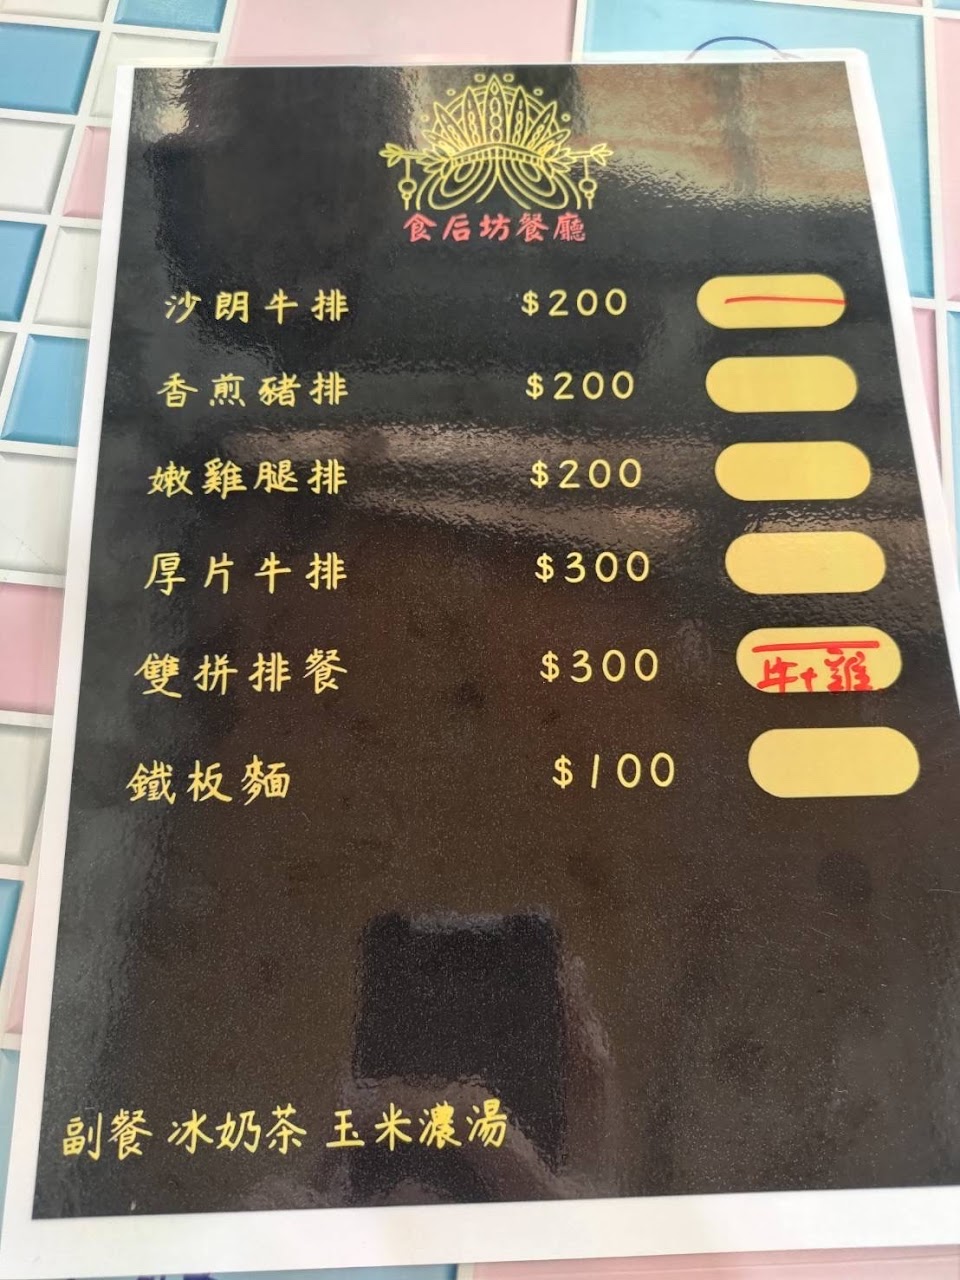 食后坊餐廳
沙朗牛排 $200
香煎豬排 $200
嫩雞腿排 $200
厚片牛排 $300
雙拼排餐 $300 牛+雞
鐵板麵 $100
副餐 冰奶茶 玉米濃湯